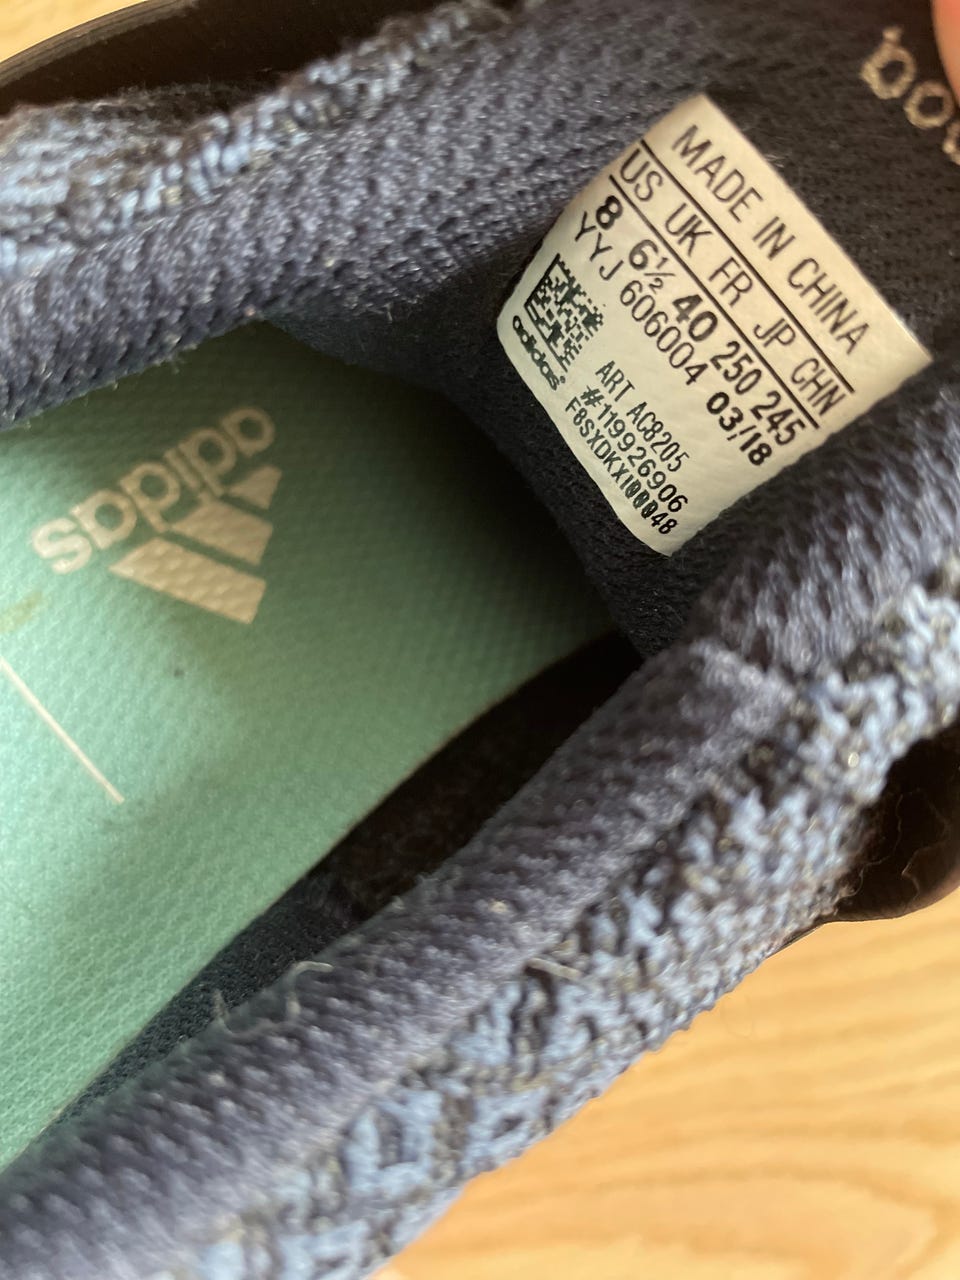 MADE IN CHINA
US UK FR JP CHN
8 6½ 40 250 245
YYJ 606004 03/18
ART AC8205
#119926906
F8SXDKX100048
adidas
adidas